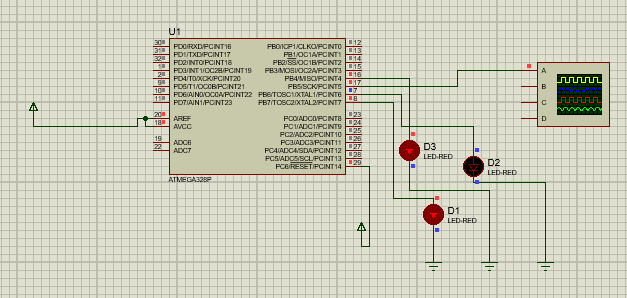 U1
30 PD0/RXD/PCINT16 PB0/ICP1/CLKO/PCINT0 12
31 PD1/TXD/PCINT17 PB1/OC1A/PCINT1 13
32 PD2/INT0/PCINT18 PB2/SS/OC1B/PCINT2 14
1 PD3/INT1/OC2B/PCINT19 PB3/MOSI/OC2A/PCINT3 15
2 PD4/T0/XCK/PCINT20 PB4/MISO/PCINT4 16
9 PD5/T1/OC0B/PCINT21 PB5/SCK/PCINT5 17
10 PD6/AIN0/OC0A/PCINT22 PB6/TOSC1/XTAL1/PCINT6 7
11 PD7/AIN1/PCINT23 PB7/TOSC2/XTAL2/PCINT7 8
20 AREF PC0/ADC0/PCINT8 23
18 AVCC PC1/ADC1/PCINT9 24
PC2/ADC2/PCINT10 25
19 ADC6 PC3/ADC3/PCINT11 26
22 ADC7 PC4/ADC4/SDA/PCINT12 27
PC5/ADC5/SCL/PCINT13 28
PC6/RESET/PCINT14 29
ATMEGA328P
A
B
C
D
D3
LED-RED
D2
LED-RED
D1
LED-RED